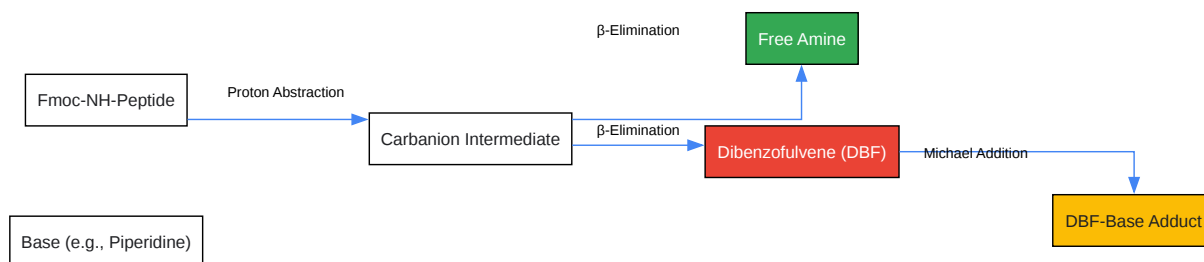 β-Elimination
Free Amine
Fmoc-NH-Peptide
Proton Abstraction
Carbanion Intermediate
β-Elimination
Dibenzofulvene (DBF)
Michael Addition
DBF-Base Adduct
Base (e.g., Piperidine)